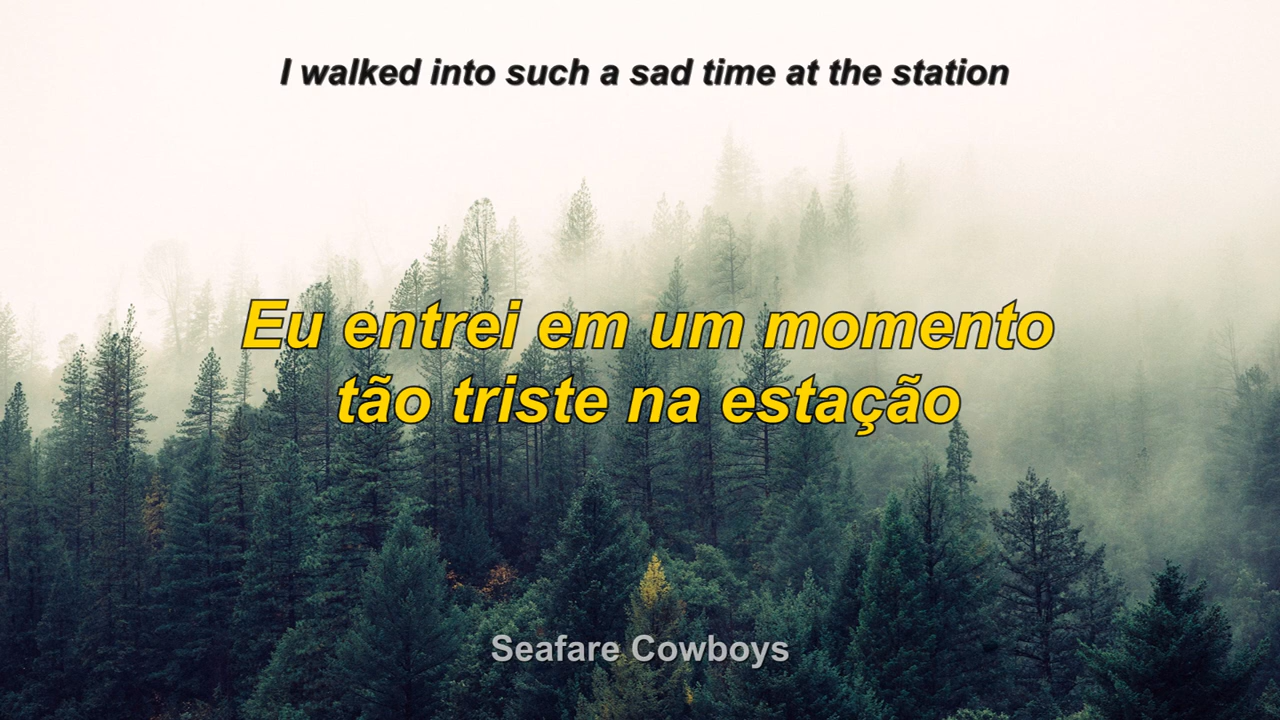 I walked into such a sad time at the station
Eu entrei em um momento
tão triste na estação
Seafare Cowboys